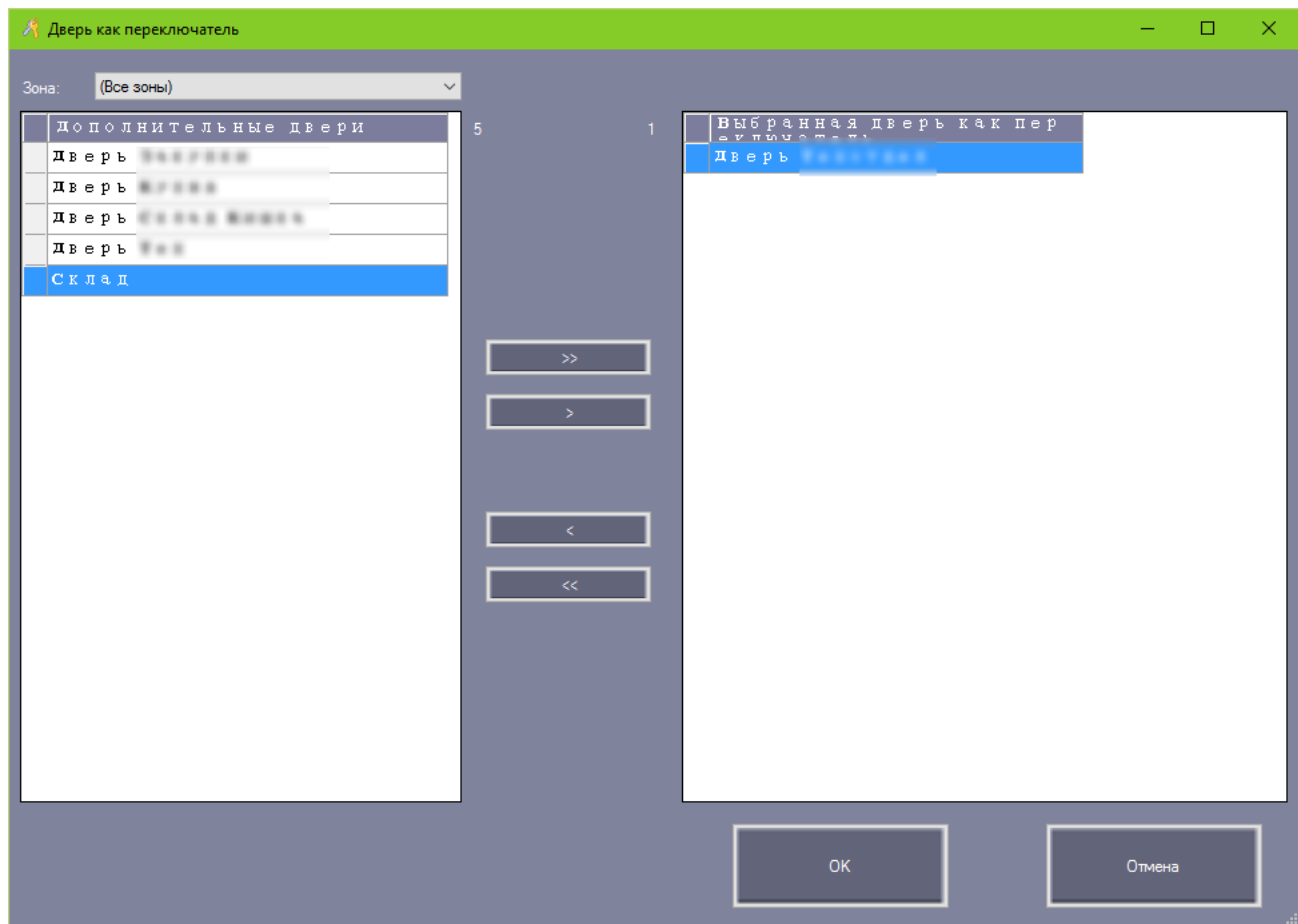 Дверь как переключатель
Зона: (Все зоны)
Дополнительные двери
5
1
Выбранная дверь как пер
еключатель
Дверь
Дверь
Дверь
Дверь
Дверь
Склад
>>
>
<
<<
OK
Отмена